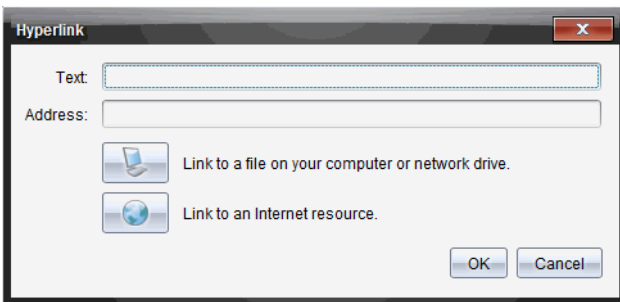 Hyperlink
Text:
Address:
Link to a file on your computer or network drive.
Link to an Internet resource.
OK Cancel